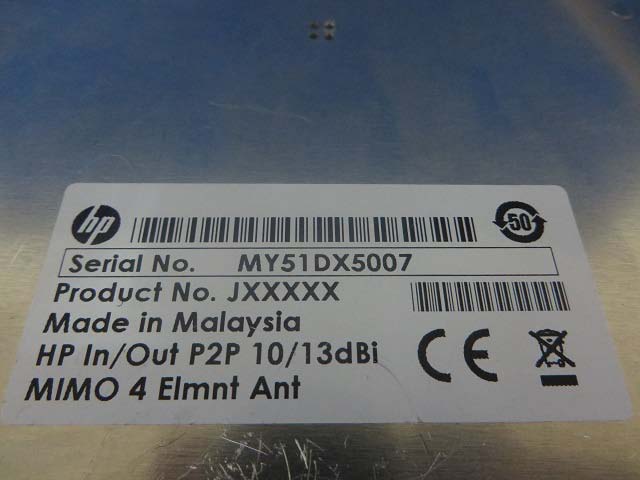 hp
50
Serial No. MY51DX5007
Product No. JXXXXX
Made in Malaysia
HP In/Out P2P 10/13dBi
MIMO 4 Elmnt Ant
CE